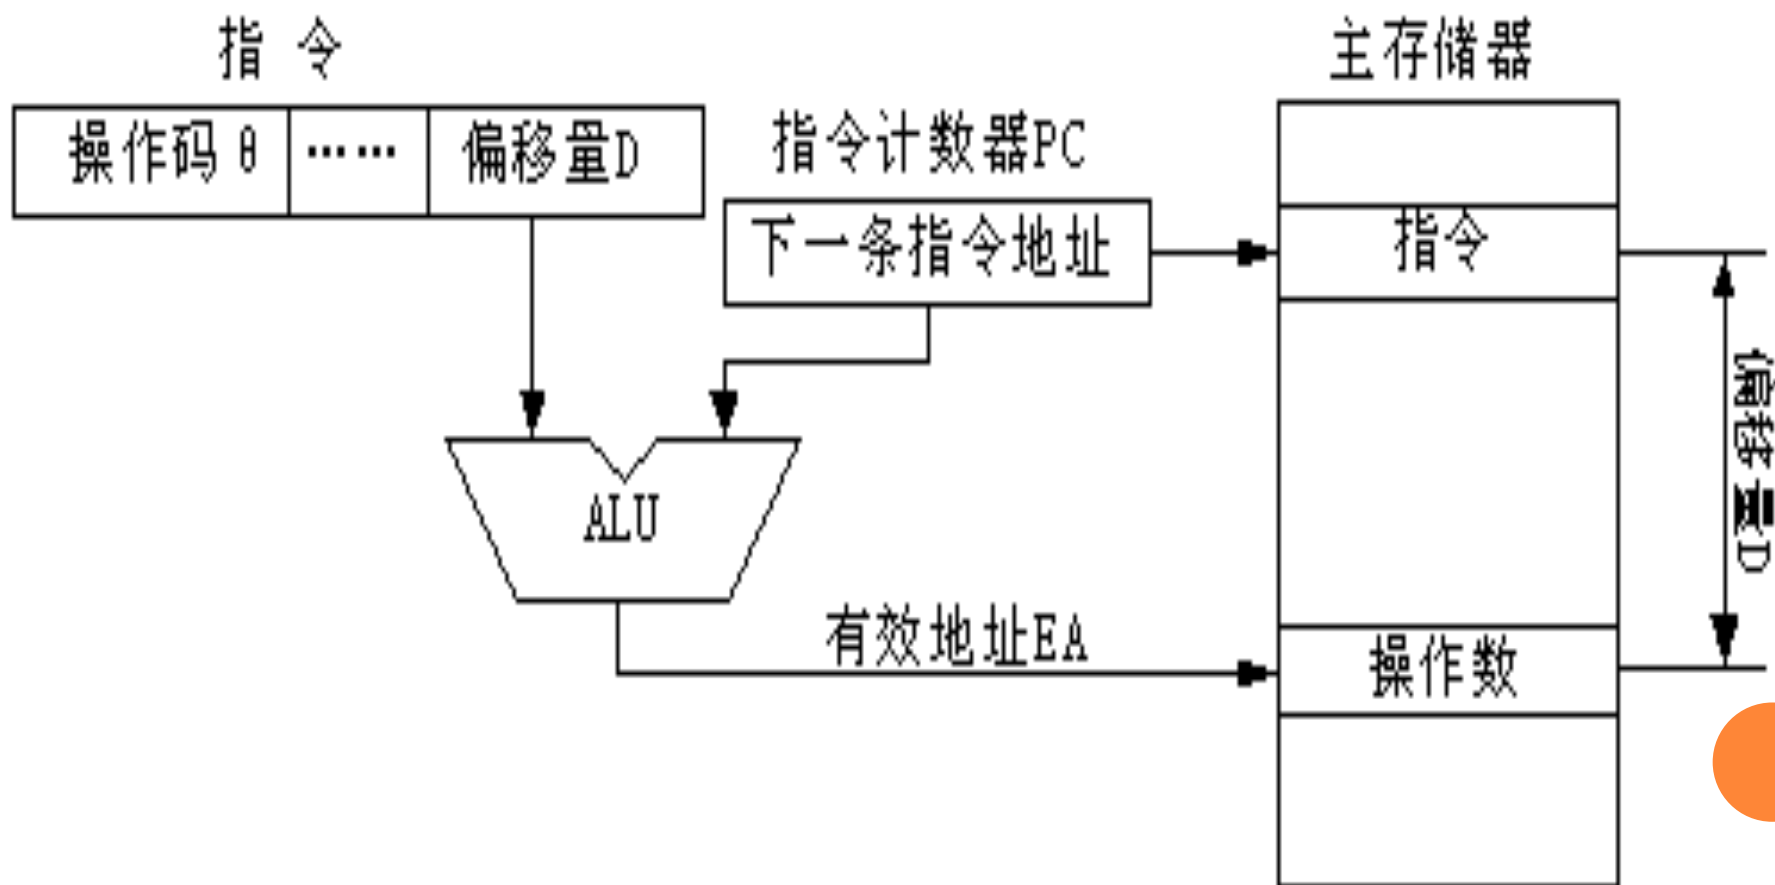 指 令
主存储器
操作码 θ
……
偏移量D
指令计数器PC
下一条指令地址
指令
偏移量D
ALU
有效地址EA
操作数